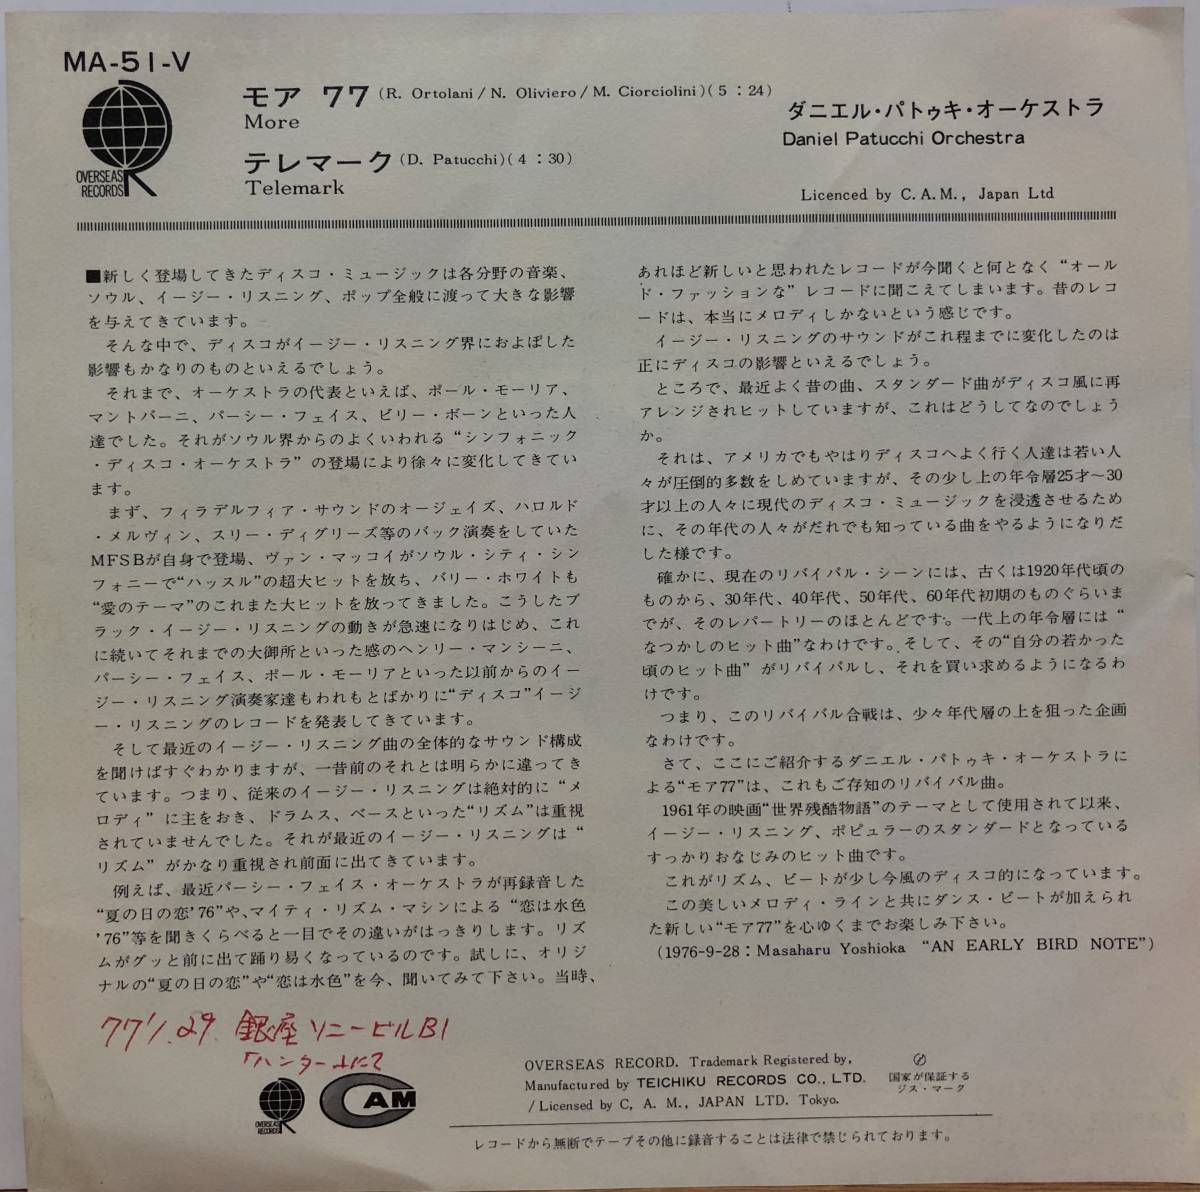 MA-51-V
OVERSEAS
RECORDS
モア 77 (R. Ortolani / N. Oliviero / M. Ciorciolini) (5:24)
More
テレマーク (D. Patucchi) (4:30)
Telemark
ダニエル・パトゥキ・オーケストラ
Daniel Patucchi Orchestra
Licenced by C.A.M., Japan Ltd
■新しく登場してきたディスコ・ミュージックは各分野の音楽、
ソウル、イージー・リスニング、ポップ全般に渡って大きな影響
を与えてきています。
そんな中で、ディスコがイージー・リスニング界におよぼした
影響もかなりのものといえるでしょう。
それまで、オーケストラの代表といえば、ポール・モーリア、
マントバーニ、パーシー・フェイス、ビリー・ボーンといった人
達でした。それがソウル界からのよくいわれる“シンフォニック
・ディスコ・オーケストラ”の登場により徐々に変化してきてい
ます。
まず、フィラデルフィア・サウンドのオージェイズ、ハロルド
・メルヴィン、スリー・ディグリーズ等のバック演奏をしていた
MFSBが自身で登場、ヴァン・マッコイがソウル・シティ・シン
フォニーで“ハッスル”の超大ヒットを放ち、バリー・ホワイトも
“愛のテーマ”のこれまた大ヒットを放ってきました。こうしたブ
ラック・イージー・リスニングの動きが急速になりはじめ、これ
に続いてそれまでの大御所といった感のヘンリー・マンシーニ、
パーシー・フェイス、ポール・モーリアといった以前からのイー
ジー・リスニング演奏家達もわれもとばかりに“ディスコ”イージ
ー・リスニングのレコードを発表してきています。
そして最近のイージー・リスニング曲の全体的なサウンド構成
を聞けばすぐわかりますが、一昔前のそれとは明らかに違ってき
ています。つまり、従来のイージー・リスニングは絶対的に“メ
ロディ”に主をおき、ドラムス、ベースといった“リズム”は重視
されていませんでした。それが最近のイージー・リスニングは“
リズム”がかなり重視され前面に出てきています。
例えば、最近パーシー・フェイス・オーケストラが再録音した
“夏の日の恋'76”や、マイティ・リズム・マシンによる“恋は水色
'76”等を聞きくらべると一目でその違いがはっきりします。リズ
ムがグッと前に出て踊り易くなっているのです。試しに、オリジ
ナルの“夏の日の恋”や“恋は水色”を今、聞いてみて下さい。当時、
あれほど新しいと思われたレコードが今聞くと何となく“オール
ド・ファッションな”レコードに聞こえてしまいます。昔のレコ
ードは、本当にメロディしかないという感じです。
イージー・リスニングのサウンドがこれ程までに変化したのは
正にディスコの影響といえるでしょう。
ところで、最近よく昔の曲、スタンダード曲がディスコ風に再
アレンジされヒットしていますが、これはどうしてなのでしょう
か。
それは、アメリカでもやはりディスコへよく行く人達は若い人
々が圧倒的多数をしめていますが、その少し上の年令層25才〜30
才以上の人々に現代のディスコ・ミュージックを浸透させるため
に、その年代の人々がだれでも知っている曲をやるようになりだ
した様です。
確かに、現在のリバイバル・シーンには、古くは1920年代頃の
ものから、30年代、40年代、50年代、60年代初期のものぐらいま
でが、そのレパートリーのほとんどです。一代上の年令層には“
なつかしのヒット曲”なわけです。そして、その“自分の若かった
頃のヒット曲”がリバイバルし、それを買い求めるようになるわ
けです。
つまり、このリバイバル合戦は、少々年代層の上を狙った企画
なわけです。
さて、ここにご紹介するダニエル・パトゥキ・オーケストラに
よる“モア77”は、これもご存知のリバイバル曲。
1961年の映画“世界残酷物語”のテーマとして使用されて以来、
イージー・リスニング、ポピュラーのスタンダードとなっている
すっかりおなじみのヒット曲です。
これがリズム、ビートが少し今風のディスコ的になっています。
この美しいメロディ・ラインと共にダンス・ビートが加えられ
た新しい“モア77”を心ゆくまでお楽しみ下さい。
(1976-9-28 : Masaharu Yoshioka “AN EARLY BIRD NOTE”)
77'1.29. 銀座 ソニービルB1
「ハンター」にて
OVERSEAS
RECORDS
CAM
OVERSEAS RECORD. Trademark Registered by,
Manufactured by TEICHIKU RECORDS CO., LTD.
/ Licensed by C, A. M., JAPAN LTD. Tokyo.
国家が保証する
ジス・マーク
レコードから無断でテープその他に録音することは法律で禁じられております。